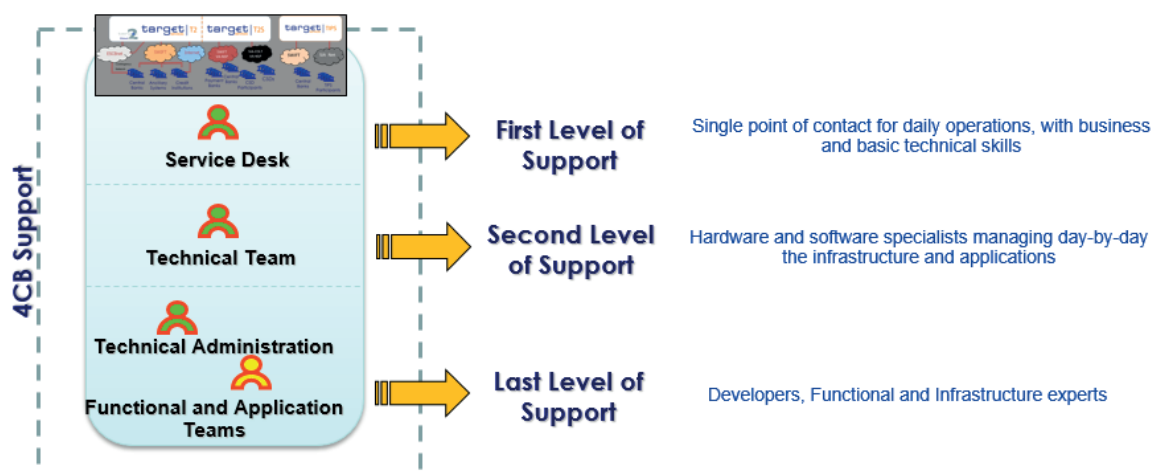 target|T2
target|T2S
target|TIPS
4CB Support
Service Desk
First Level of
Support
Single point of contact for daily operations, with business
and basic technical skills
Technical Team
Second Level
of Support
Hardware and software specialists managing day-by-day
the infrastructure and applications
Technical Administration
Functional and Application
Teams
Last Level of
Support
Developers, Functional and Infrastructure experts